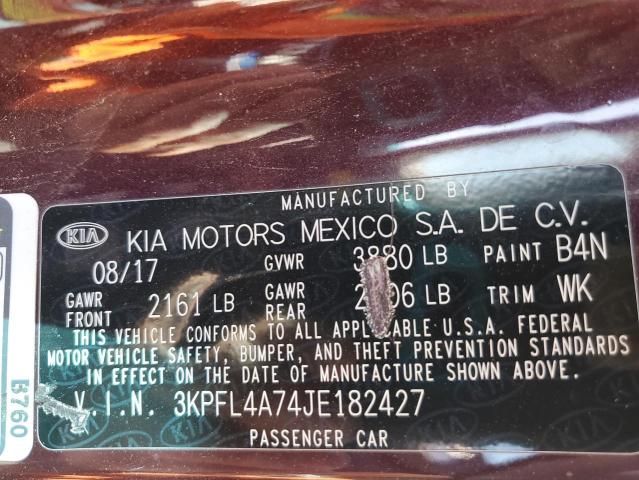 MANUFACTURED BY
KIA KIA MOTORS MEXICO S.A. DE C.V.
08/17 GVWR 3880 LB PAINT B4N
GAWR FRONT 2161 LB GAWR REAR LB TRIM WK
THIS VEHICLE CONFORMS TO ALL APPLICABLE U.S.A. FEDERAL
MOTOR VEHICLE SAFETY, BUMPER, AND THEFT PREVENTION STANDARDS
IN EFFECT ON THE DATE OF MANUFACTURE SHOWN ABOVE.
V.I.N. 3KPFL4A74JE182427
PASSENGER CAR
B760